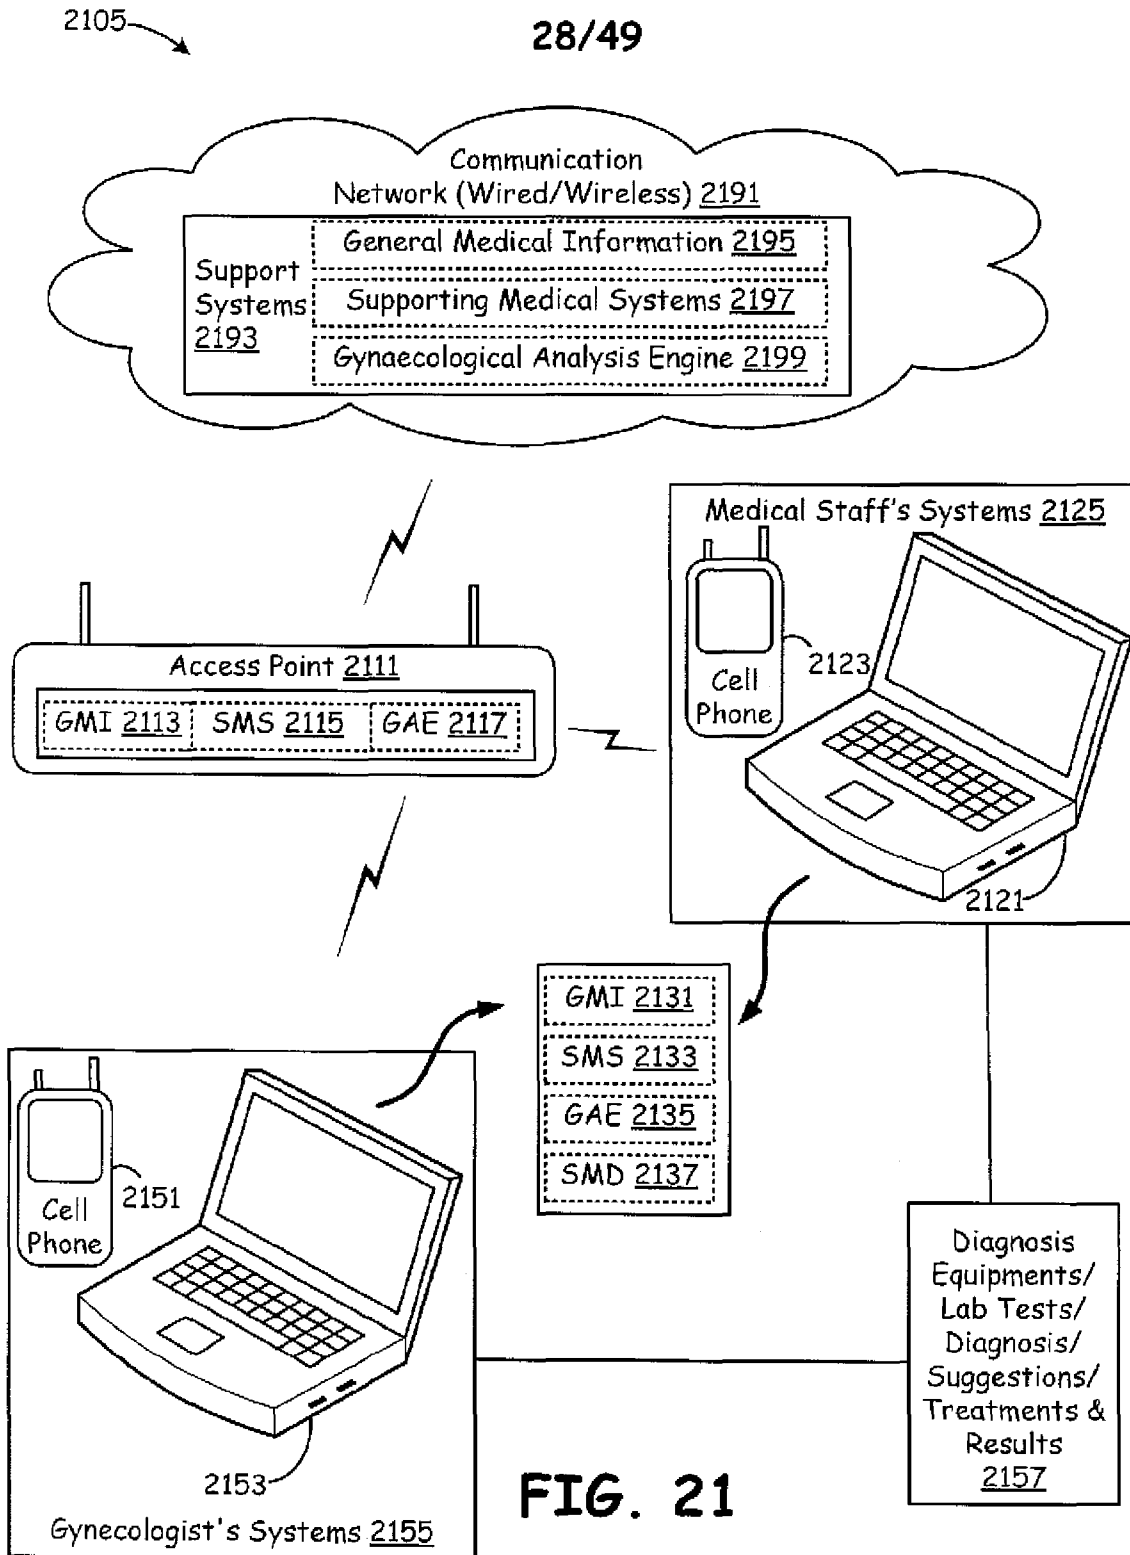 2105
28/49
Communication
Network (Wired/Wireless) 2191
Support
Systems
2193
General Medical Information 2195
Supporting Medical Systems 2197
Gynaecological Analysis Engine 2199
Medical Staff's Systems 2125
Cell
Phone
2123
2121
Access Point 2111
GMI 2113
SMS 2115
GAE 2117
GMI 2131
SMS 2133
GAE 2135
SMD 2137
Cell
Phone
2151
2153
Gynecologist's Systems 2155
Diagnosis
Equipments/
Lab Tests/
Diagnosis/
Suggestions/
Treatments &
Results
2157
FIG. 21